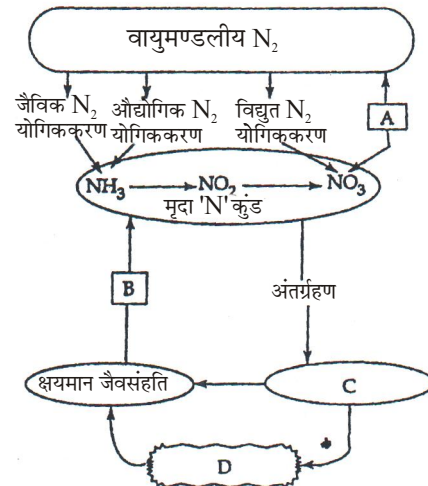 वायुमण्डलीय N₂
जैविक N₂ औद्योगिक N₂ विद्युत N₂
योगिककरण योगिककरण योगिककरण
A
NH₃ NO₂ NO₃
मृदा 'N' कुंड
B
अंतर्ग्रहण
क्षयमान जैवसंहति
C
*
D